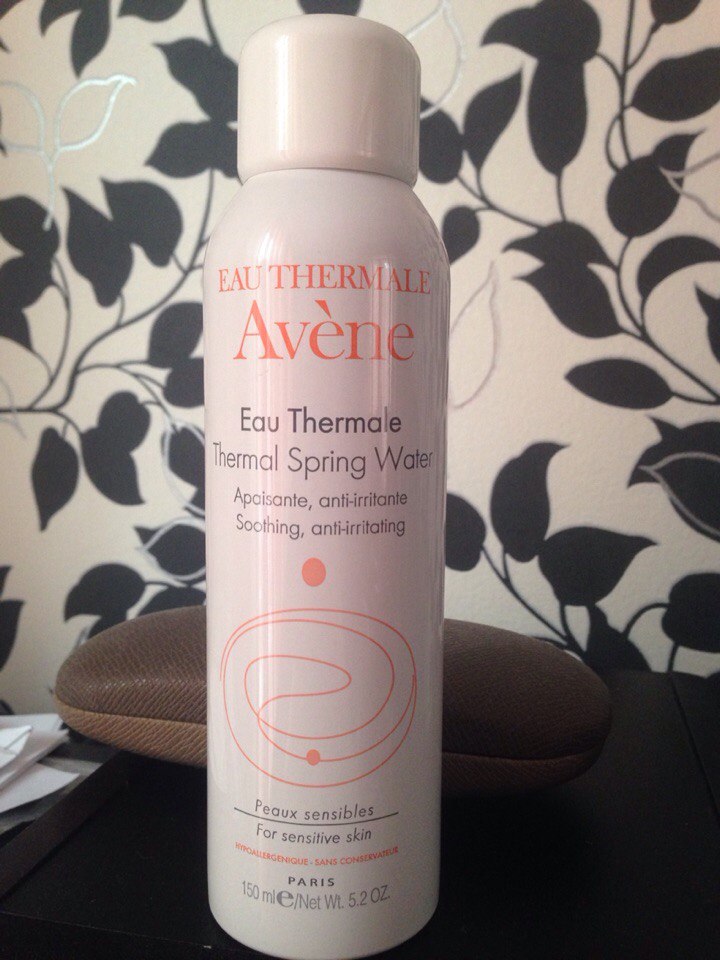 EAU THERMALE
Avène
Eau Thermale
Thermal Spring Water
Apaisante, anti-irritante
Soothing, anti-irritating
Peaux sensibles
For sensitive skin
HYPOALLERGENIQUE - SANS CONSERVATEUR
PARIS
150 ml e/Net Wt. 5.2 OZ.